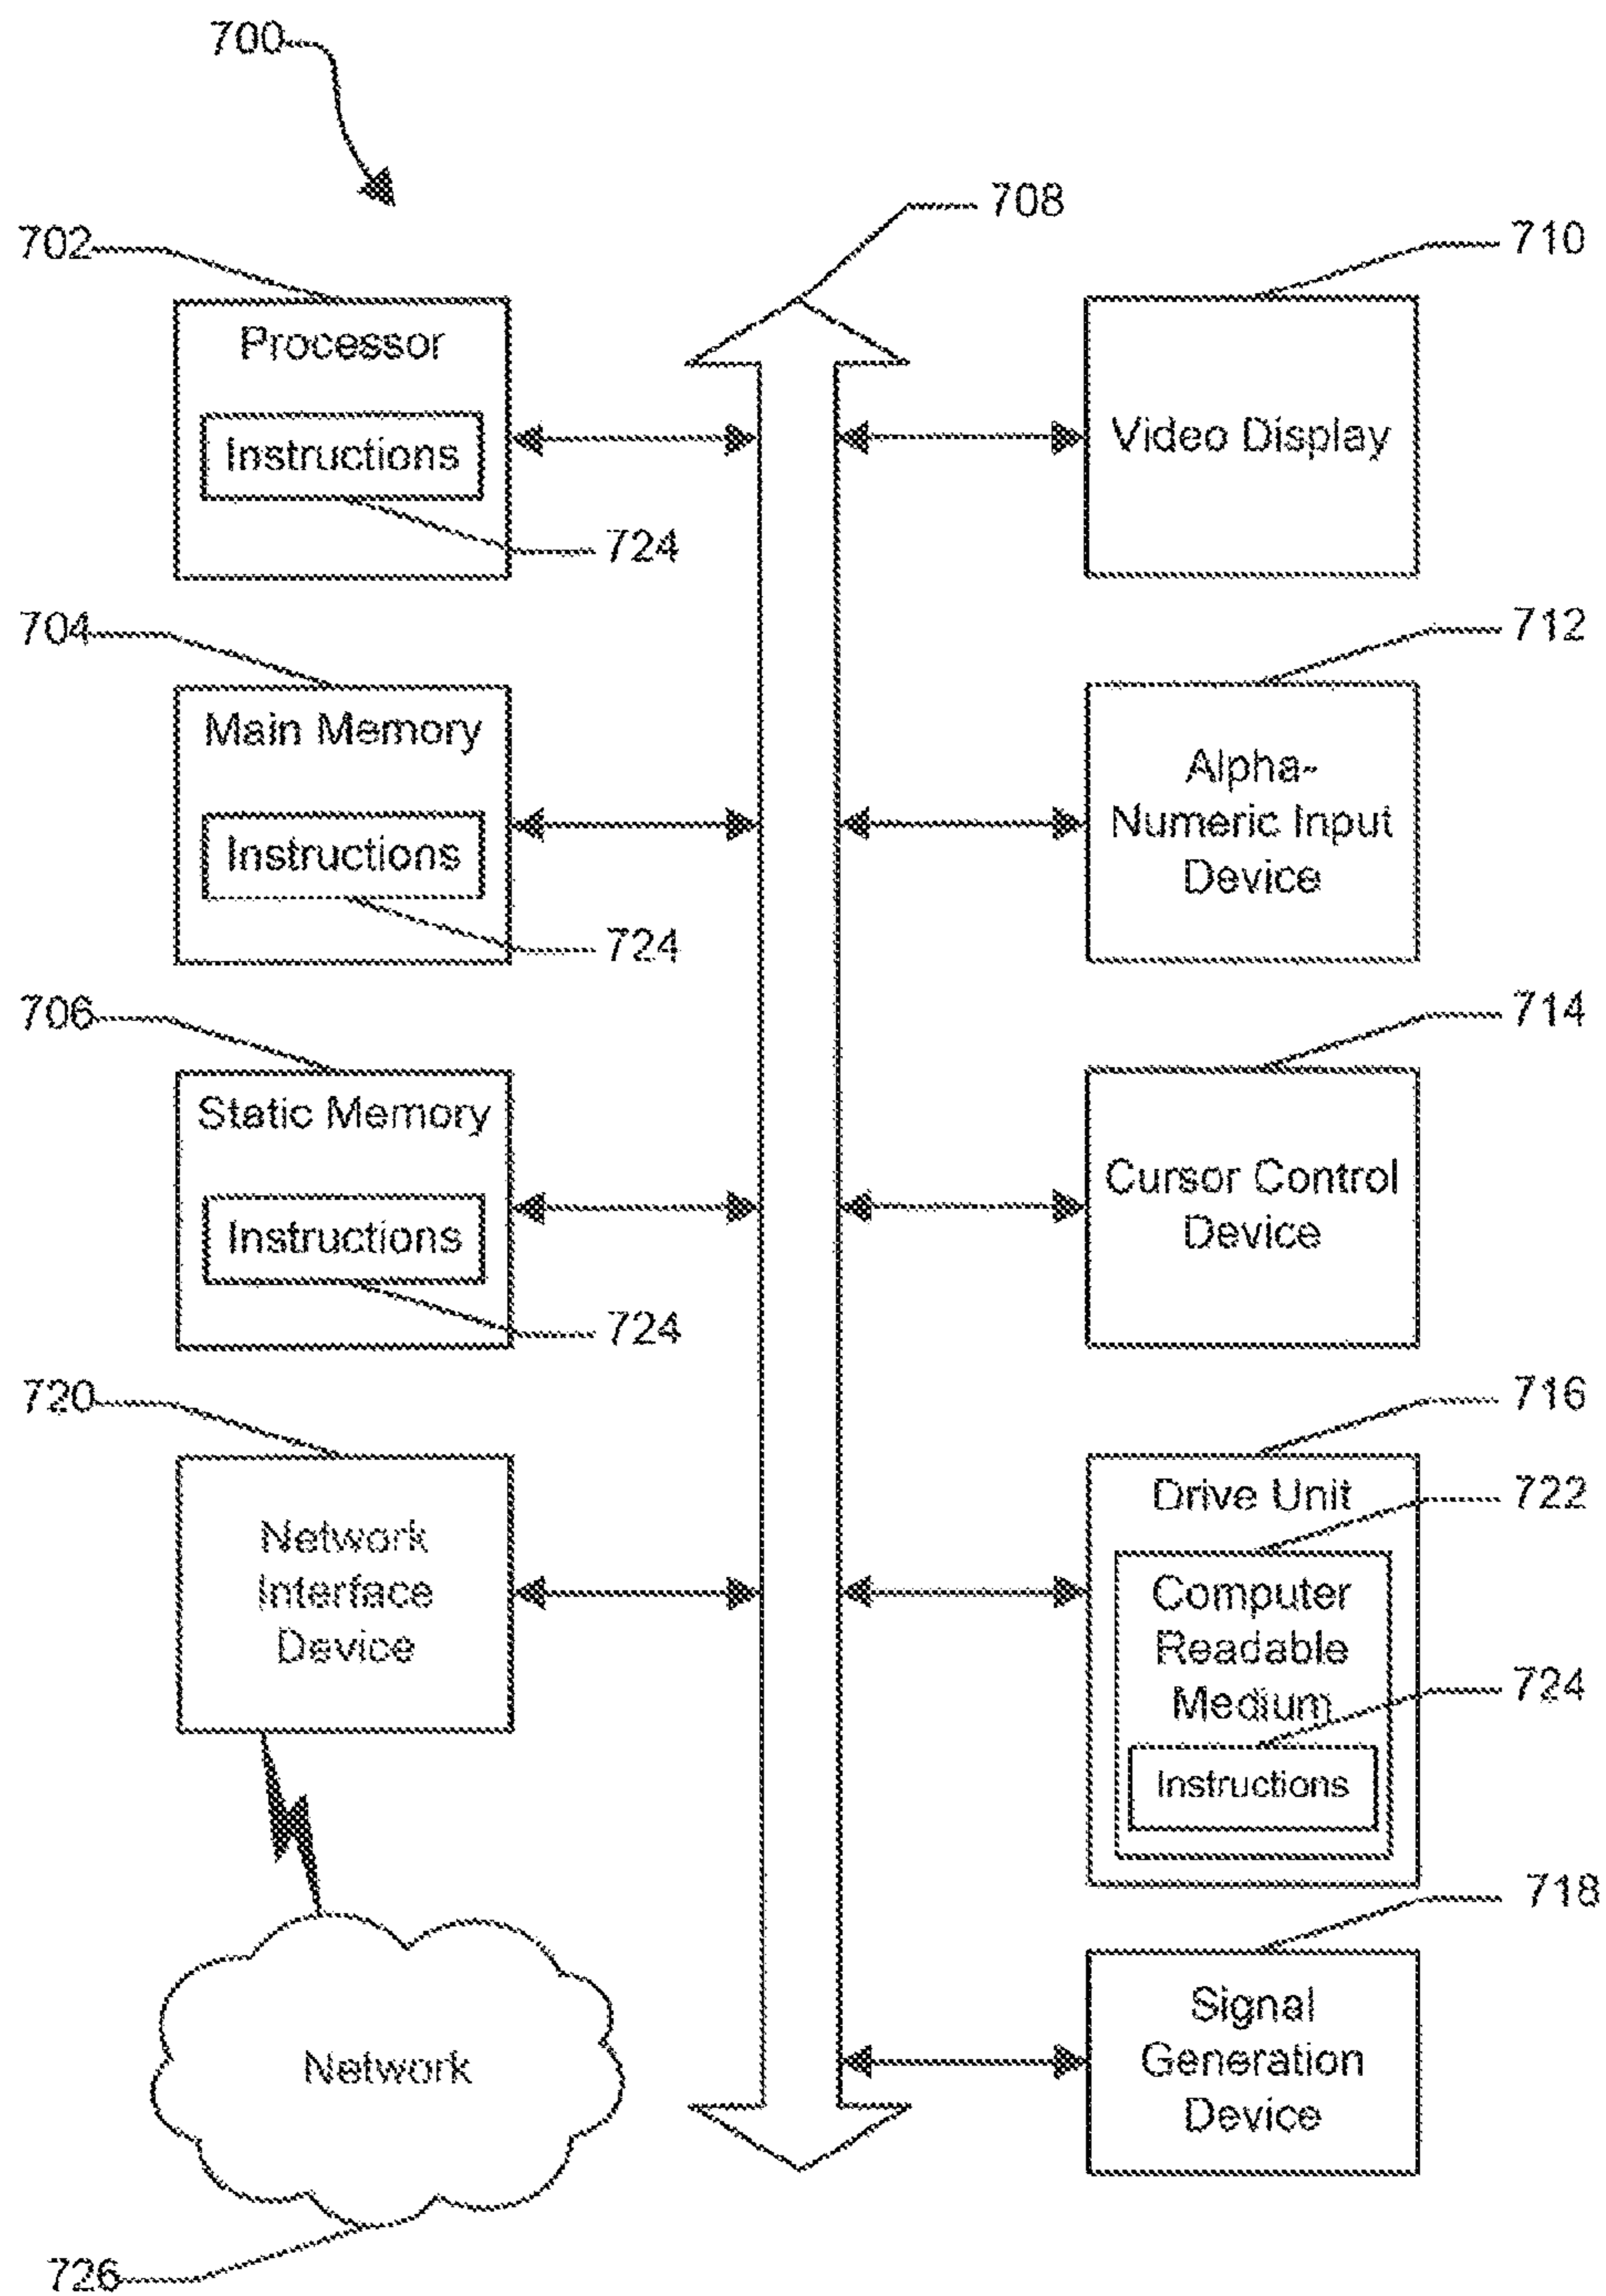 700
708
702
710
Processor
Instructions
724
Video Display
704
712
Main Memory
Instructions
724
Alpha-
Numeric Input
Device
706
714
Static Memory
Instructions
724
Cursor Control
Device
720
716
Network
Interface
Device
Drive Unit
722
Computer
Readable
Medium
724
Instructions
718
Signal
Generation
Device
Network
726